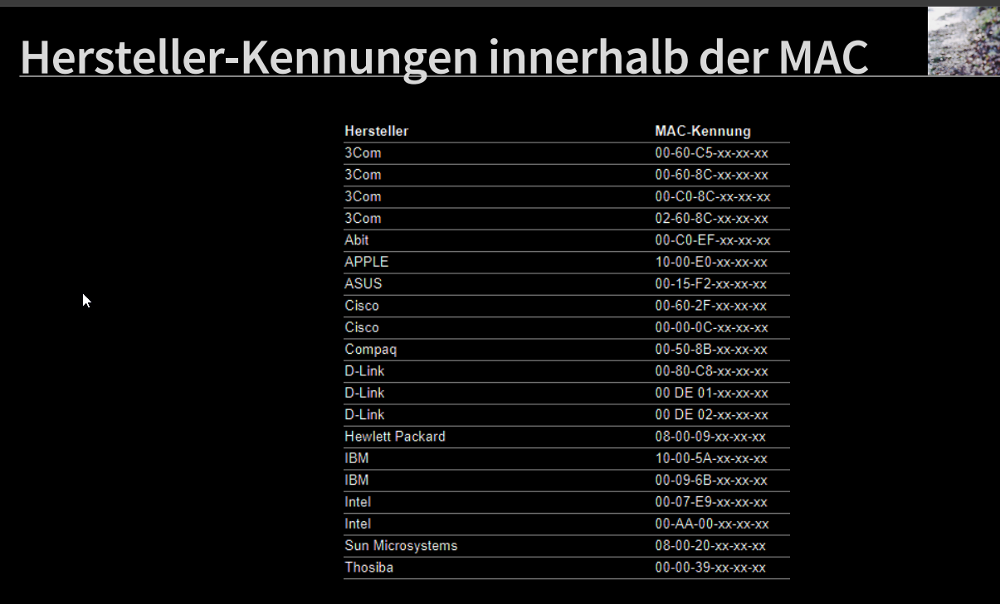 Hersteller-Kennungen innerhalb der MAC
Hersteller MAC-Kennung
3Com 00-60-C5-xx-xx-xx
3Com 00-60-8C-xx-xx-xx
3Com 00-C0-8C-xx-xx-xx
3Com 02-60-8C-xx-xx-xx
Abit 00-C0-EF-xx-xx-xx
APPLE 10-00-E0-xx-xx-xx
ASUS 00-15-F2-xx-xx-xx
Cisco 00-60-2F-xx-xx-xx
Cisco 00-00-0C-xx-xx-xx
Compaq 00-50-8B-xx-xx-xx
D-Link 00-80-C8-xx-xx-xx
D-Link 00 DE 01-xx-xx-xx
D-Link 00 DE 02-xx-xx-xx
Hewlett Packard 08-00-09-xx-xx-xx
IBM 10-00-5A-xx-xx-xx
IBM 00-09-6B-xx-xx-xx
Intel 00-07-E9-xx-xx-xx
Intel 00-AA-00-xx-xx-xx
Sun Microsystems 08-00-20-xx-xx-xx
Thosiba 00-00-39-xx-xx-xx